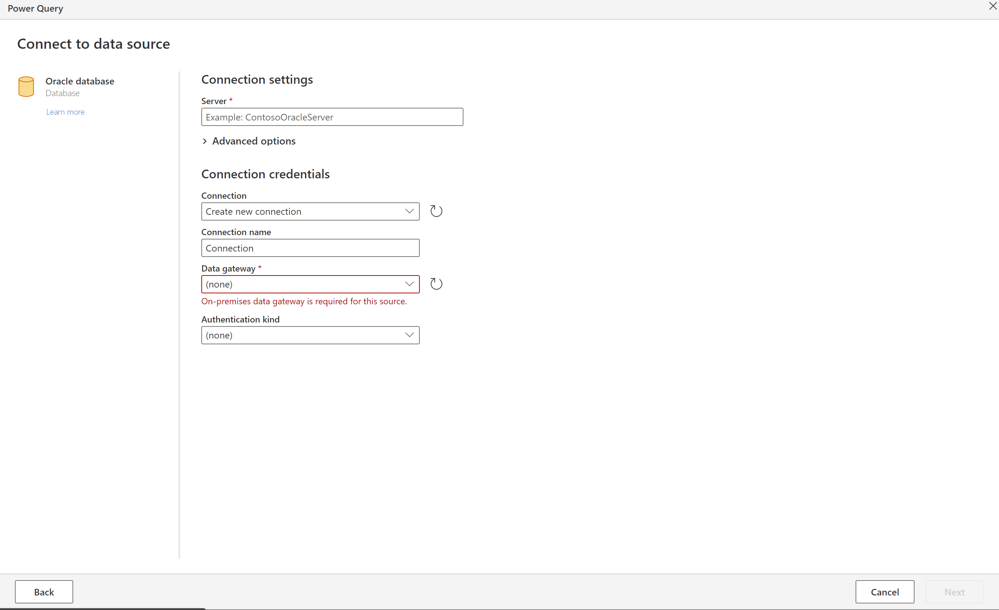 Power Query
Connect to data source
Oracle database
Database
Learn more
Connection settings
Server *
Example: ContosoOracleServer
Advanced options
Connection credentials
Connection
Create new connection
Connection name
Connection
Data gateway *
(none)
On-premises data gateway is required for this source.
Authentication kind
(none)
Back
Cancel
Next